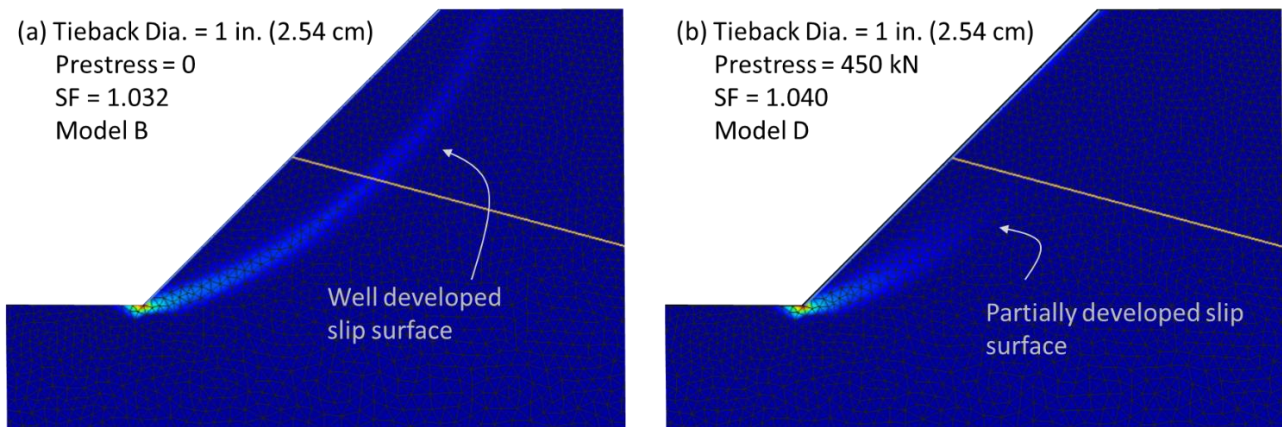 (a) Tieback Dia. = 1 in. (2.54 cm)
Prestress = 0
SF = 1.032
Model B
Well developed
slip surface
(b) Tieback Dia. = 1 in. (2.54 cm)
Prestress = 450 kN
SF = 1.040
Model D
Partially developed slip
surface